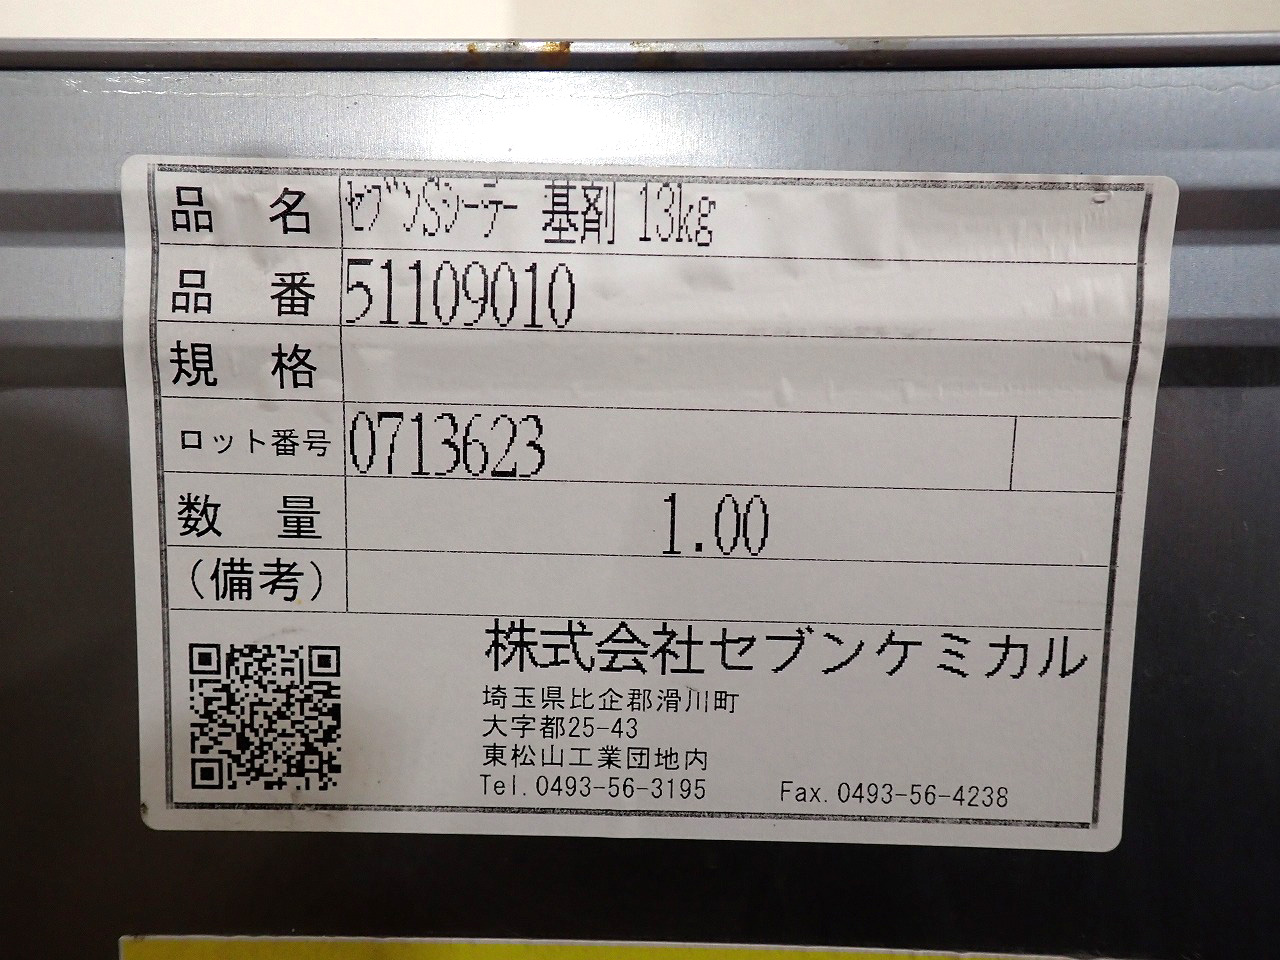 品名 ｾﾌﾞﾝSｼｰﾗｰ 基剤 13kg
品番 51109010
規格
ロット番号 0713623
数量 1.00
(備考)
株式会社セブンケミカル
埼玉県比企郡滑川町
大字都25-43
東松山工業団地内
Tel.0493-56-3195 Fax.0493-56-4238